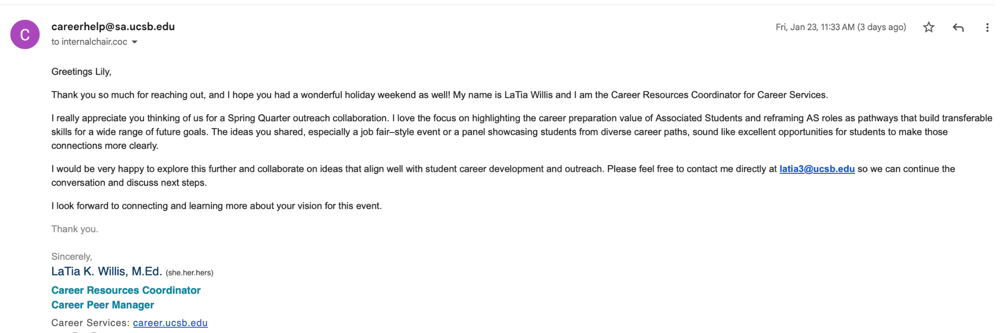 C
careerhelp@sa.ucsb.edu
Fri, Jan 23, 11:33 AM (3 days ago)
to internalchair.coc
Greetings Lily,
Thank you so much for reaching out, and I hope you had a wonderful holiday weekend as well! My name is LaTia Willis and I am the Career Resources Coordinator for Career Services.
I really appreciate you thinking of us for a Spring Quarter outreach collaboration. I love the focus on highlighting the career preparation value of Associated Students and reframing AS roles as pathways that build transferable
skills for a wide range of future goals. The ideas you shared, especially a job fair–style event or a panel showcasing students from diverse career paths, sound like excellent opportunities for students to make those
connections more clearly.
I would be very happy to explore this further and collaborate on ideas that align well with student career development and outreach. Please feel free to contact me directly at latia3@ucsb.edu so we can continue the
conversation and discuss next steps.
I look forward to connecting and learning more about your vision for this event.
Thank you.
Sincerely,
LaTia K. Willis, M.Ed. (she.her.hers)
Career Resources Coordinator
Career Peer Manager
Career Services: career.ucsb.edu